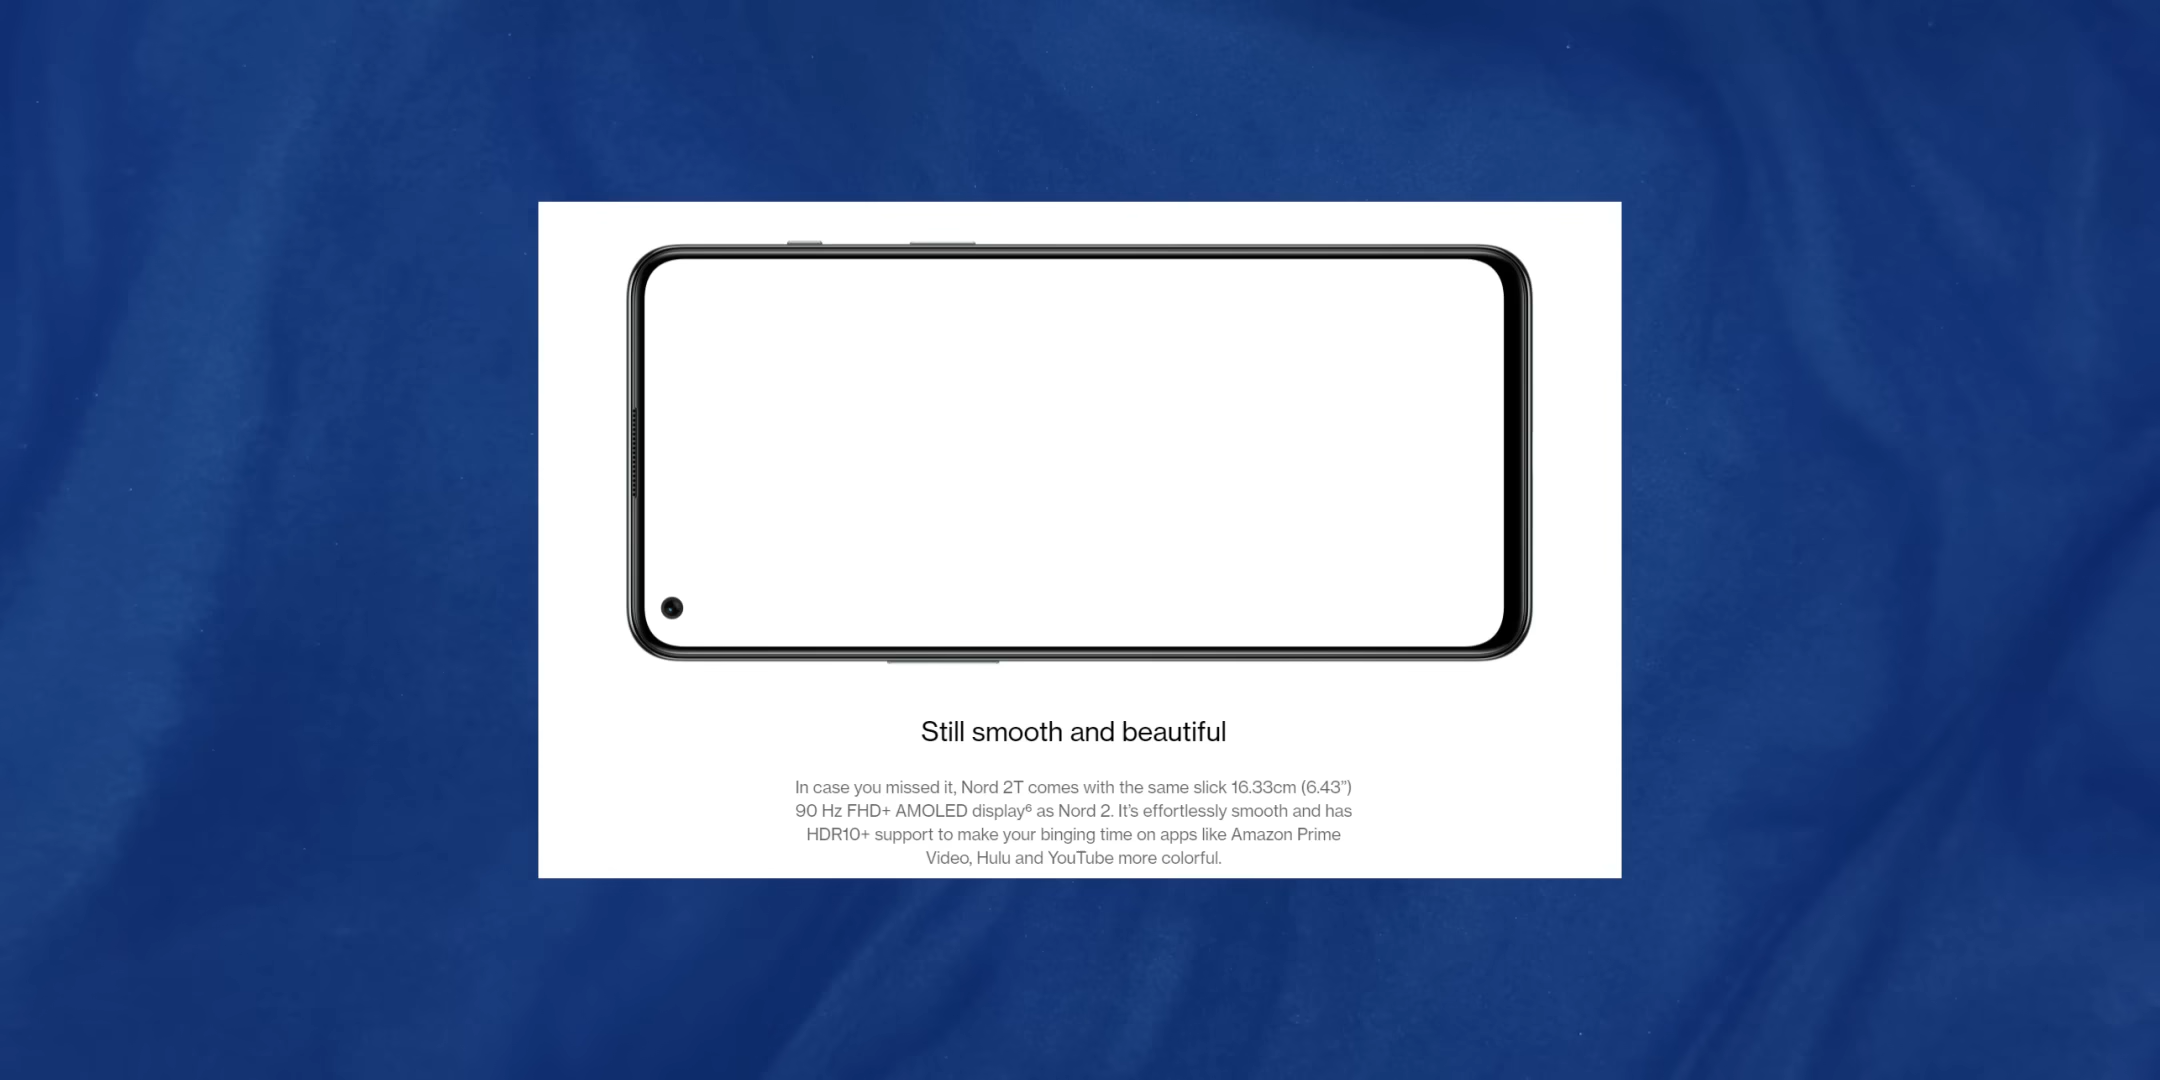 Still smooth and beautiful
In case you missed it, Nord 2T comes with the same slick 16.33cm (6.43”)
90 Hz FHD+ AMOLED display⁶ as Nord 2. It’s effortlessly smooth and has
HDR10+ support to make your binging time on apps like Amazon Prime
Video, Hulu and YouTube more colorful.